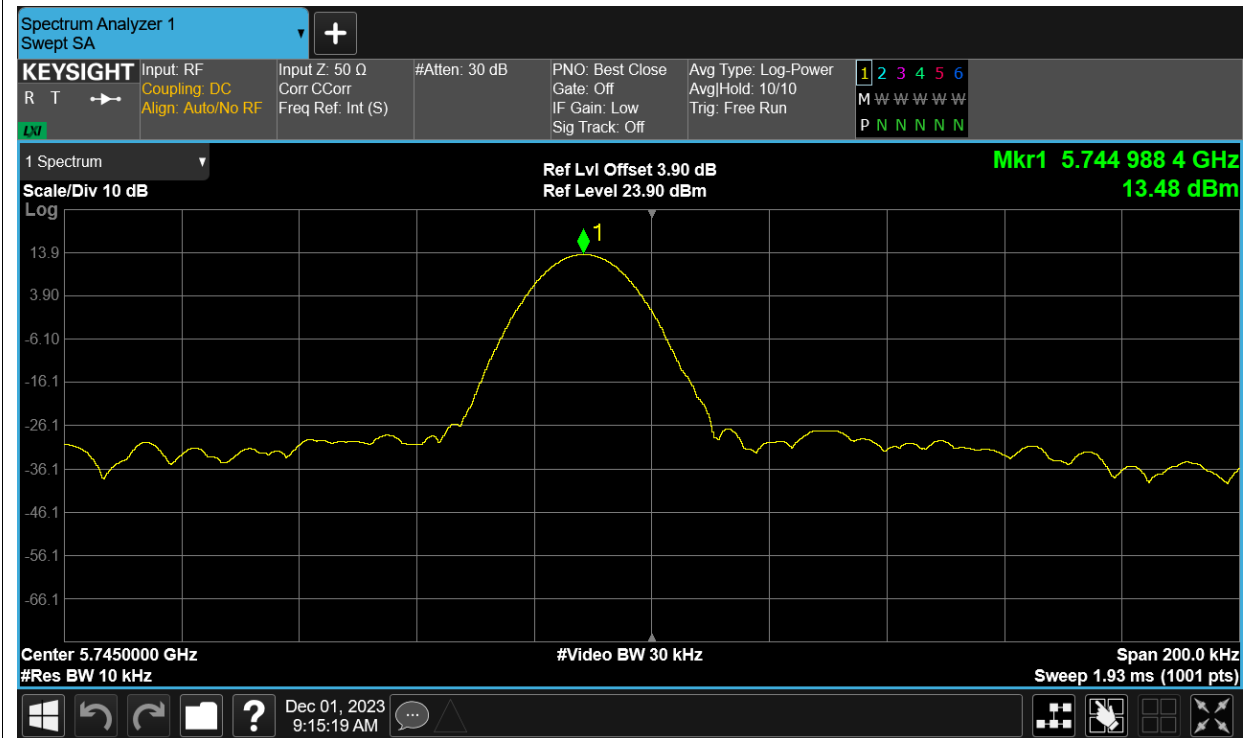 Spectrum Analyzer 1
Swept SA
KEYSIGHT
R T
LXI
Input: RF
Coupling: DC
Align: Auto/No RF
Input Z: 50 Ω
Corr CCorr
Freq Ref: Int (S)
#Atten: 30 dB
PNO: Best Close
Gate: Off
IF Gain: Low
Sig Track: Off
Avg Type: Log-Power
Avg|Hold: 10/10
Trig: Free Run
1 2 3 4 5 6
M W W W W W
P N N N N N
1 Spectrum
Scale/Div 10 dB
Log
Ref Lvl Offset 3.90 dB
Ref Level 23.90 dBm
Mkr1 5.744 988 4 GHz
13.48 dBm
1
13.9
3.90
-6.10
-16.1
-26.1
-36.1
-46.1
-56.1
-66.1
Center 5.7450000 GHz
#Res BW 10 kHz
#Video BW 30 kHz
Span 200.0 kHz
Sweep 1.93 ms (1001 pts)
?
Dec 01, 2023
9:15:19 AM